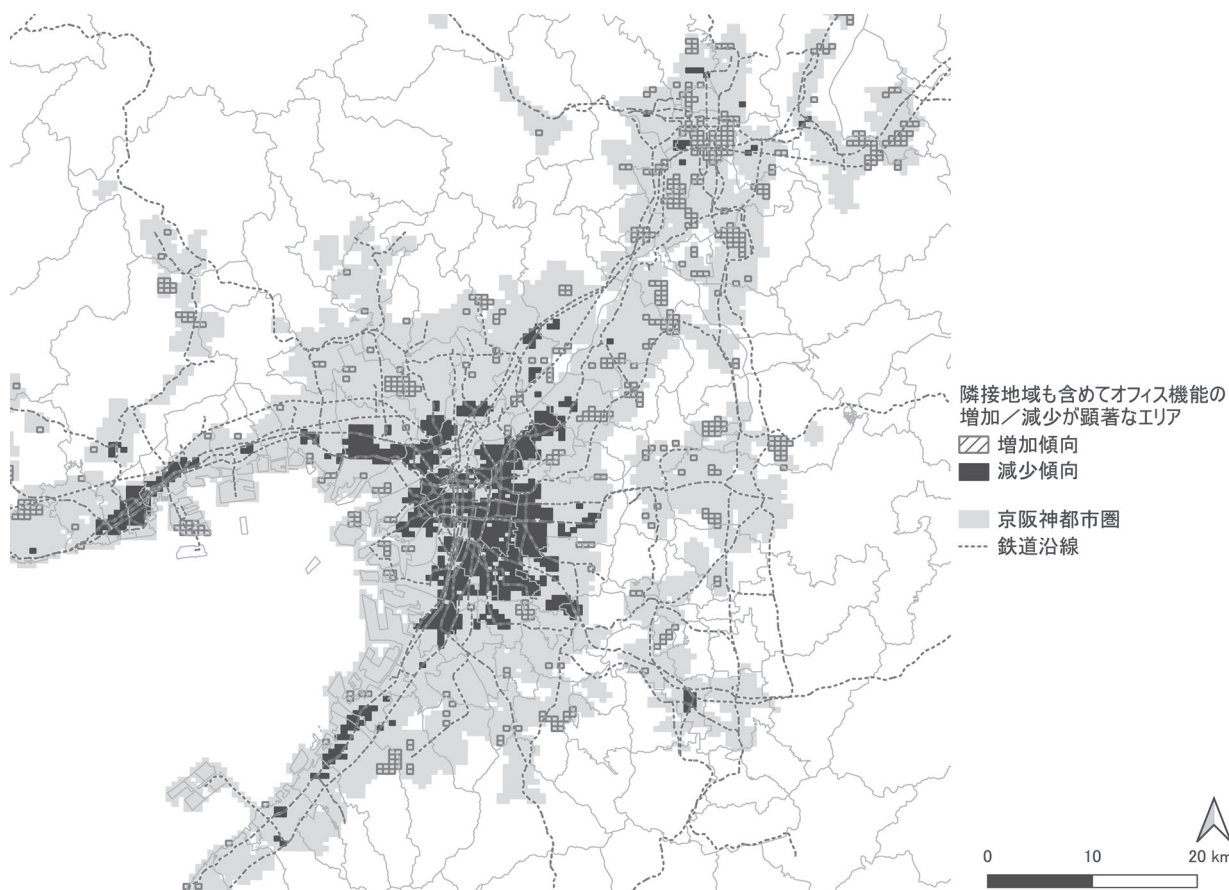 隣接地域も含めてオフィス機能の
増加／減少が顕著なエリア
増加傾向
減少傾向
京阪神都市圏
鉄道沿線
0 10 20 km